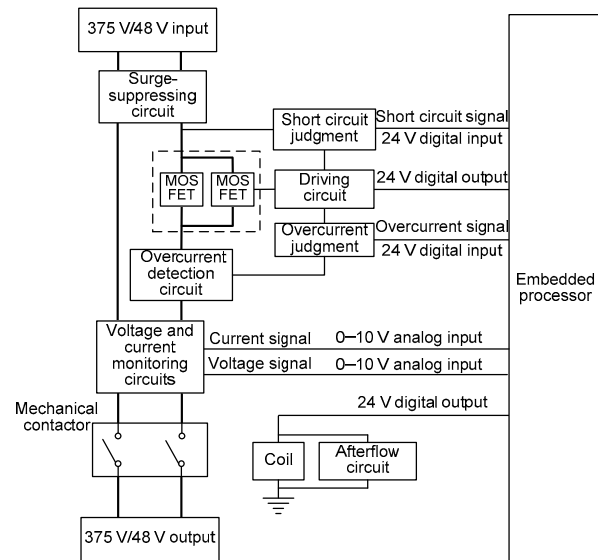 375 V/48 V input
Surge-
suppressing
circuit
Short circuit
judgment
Short circuit signal
24 V digital input
MOS
FET
MOS
FET
Driving
circuit
24 V digital output
Overcurrent
judgment
Overcurrent signal
24 V digital input
Overcurrent
detection
circuit
Embedded
processor
Voltage and
current
monitoring
circuits
Current signal 0–10 V analog input
Voltage signal 0–10 V analog input
Mechanical
contactor
24 V digital output
Coil
Afterflow
circuit
375 V/48 V output